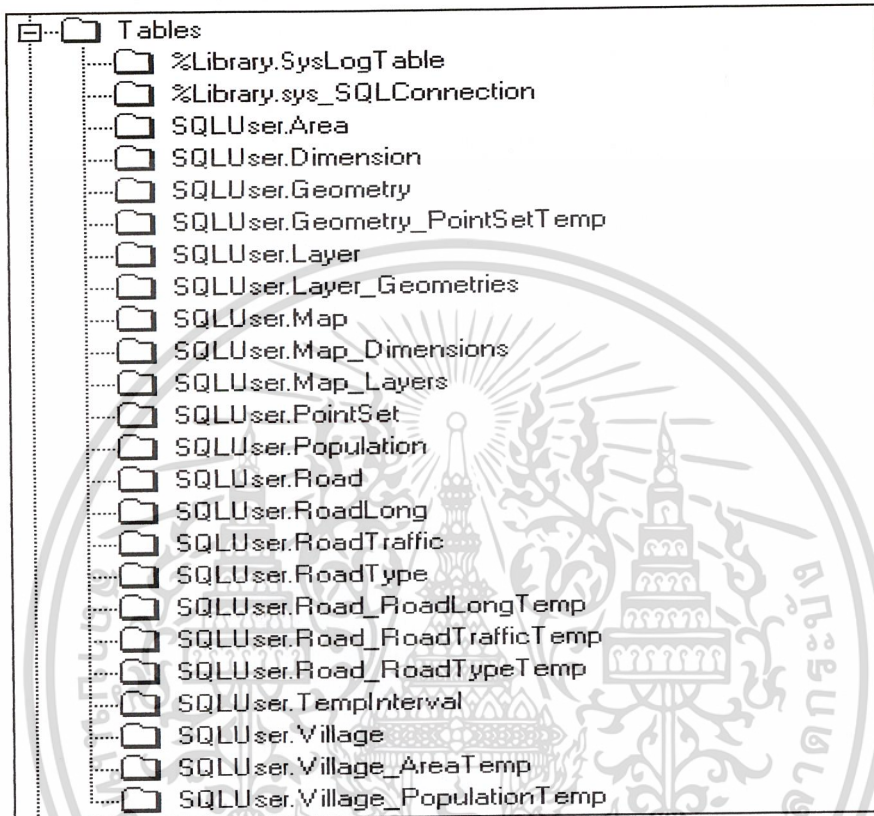 Tables
%Library.SysLogTable
%Library.sys_SQLConnection
SQLUser.Area
SQLUser.Dimension
SQLUser.Geometry
SQLUser.Geometry_PointSetTemp
SQLUser.Layer
SQLUser.Layer_Geometries
SQLUser.Map
SQLUser.Map_Dimensions
SQLUser.Map_Layers
SQLUser.PointSet
SQLUser.Population
SQLUser.Road
SQLUser.RoadLong
SQLUser.RoadTraffic
SQLUser.RoadType
SQLUser.Road_RoadLongTemp
SQLUser.Road_RoadTrafficTemp
SQLUser.Road_RoadTypeTemp
SQLUser.TempInterval
SQLUser.Village
SQLUser.Village_AreaTemp
SQLUser.Village_PopulationTemp